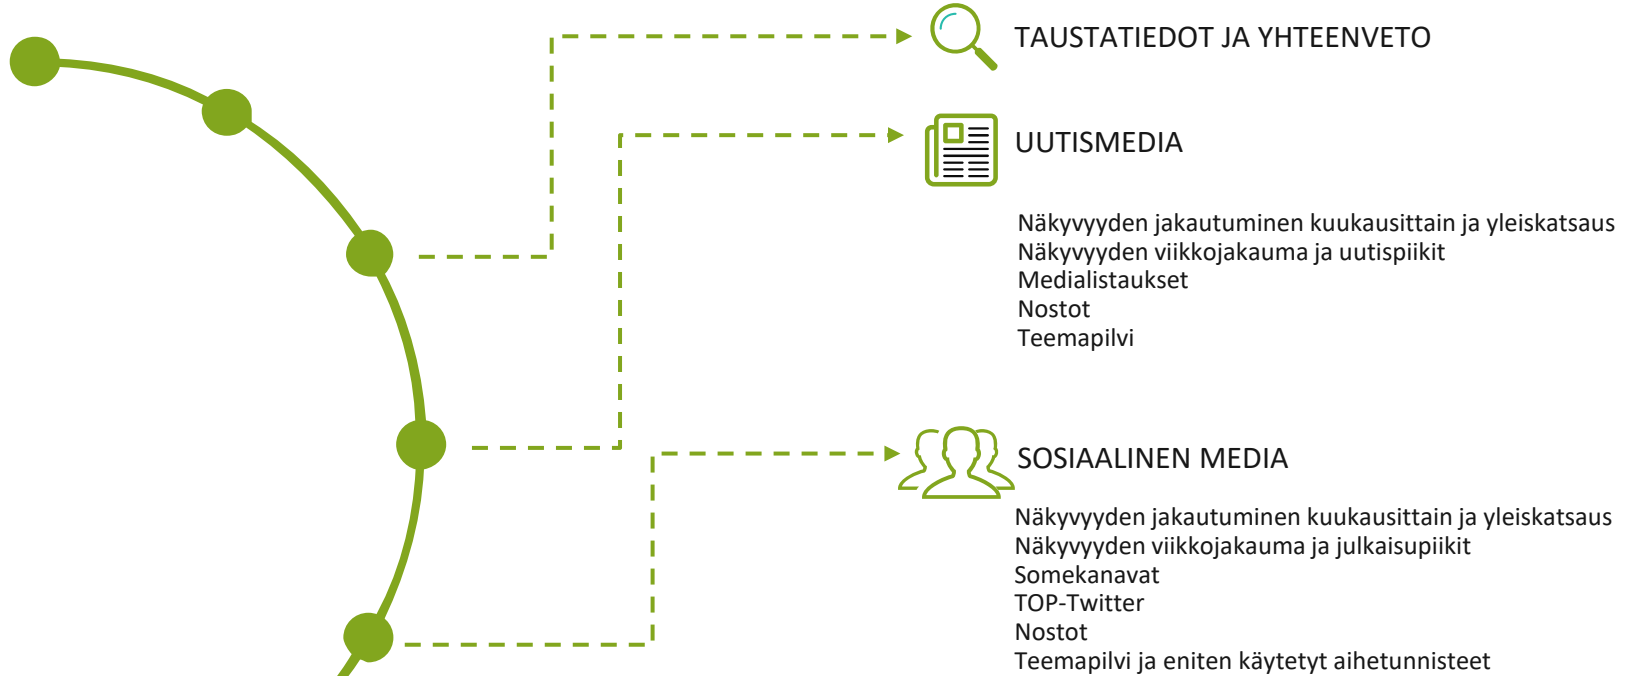 TAUSTATIEDOT JA YHTEENVETO
UUTISMEDIA
Näkyvyyden jakautuminen kuukausittain ja yleiskatsaus
Näkyvyyden viikkojakauma ja uutispiikit
Medialistaukset
Nostot
Teemapilvi
SOSIAALINEN MEDIA
Näkyvyyden jakautuminen kuukausittain ja yleiskatsaus
Näkyvyyden viikkojakauma ja julkaisupiikit
Somekanavat
TOP-Twitter
Nostot
Teemapilvi ja eniten käytetyt aihetunnisteet